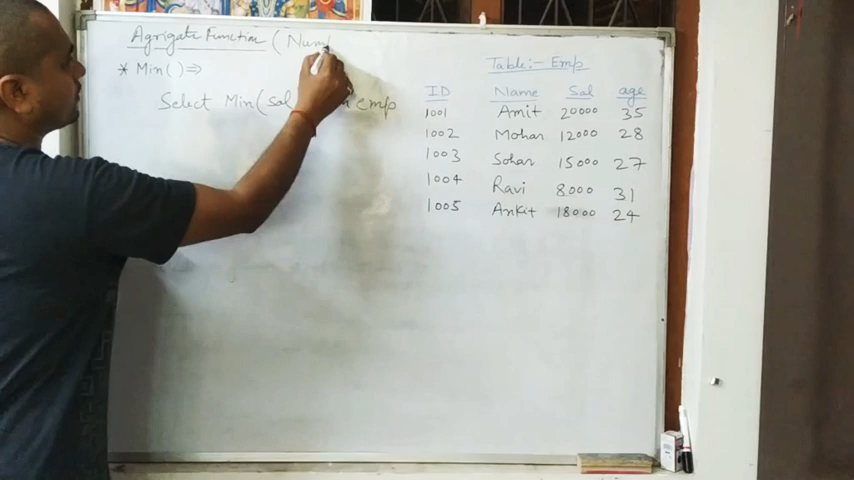 Agrigate Function (Num
* Min() ⇒
Select Min(Sal emp
Table:- Emp
ID Name Sal age
1001 Amit 20000 35
1002 Mohan 12000 28
1003 Sohan 15000 27
1004 Ravi 8000 31
1005 Ankit 18000 24